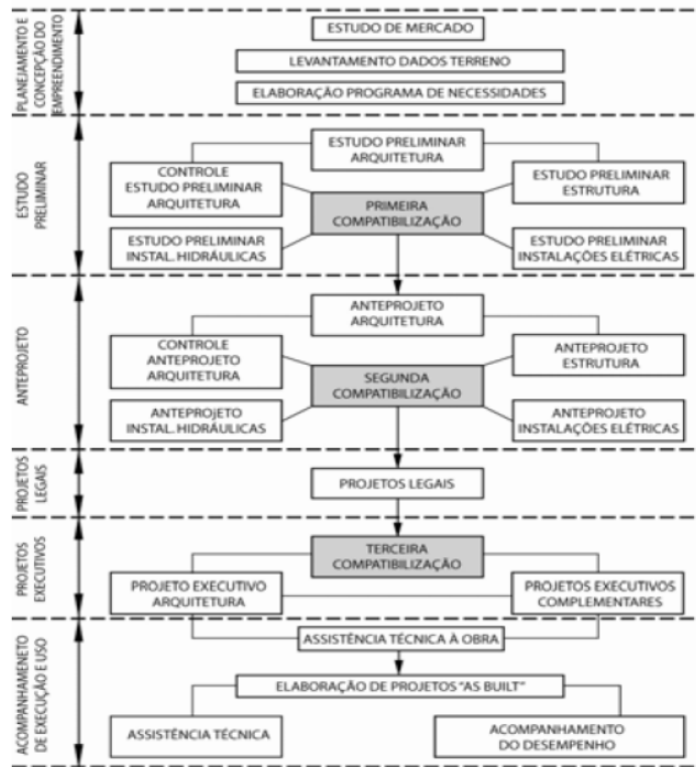 PLANEJAMENTO E
CONCEPÇÃO DO
EMPREENDIMENTO
ESTUDO DE MERCADO
LEVANTAMENTO DADOS TERRENO
ELABORAÇÃO PROGRAMA DE NECESSIDADES
ESTUDO
PRELIMINAR
ESTUDO PRELIMINAR
ARQUITETURA
CONTROLE
ESTUDO PRELIMINAR
ARQUITETURA
ESTUDO PRELIMINAR
ESTRUTURA
PRIMEIRA
COMPATIBILIZAÇÃO
ESTUDO PRELIMINAR
INSTAL. HIDRÁULICAS
ESTUDO PRELIMINAR
INSTALAÇÕES ELÉTRICAS
ANTEPROJETO
ANTEPROJETO
ARQUITETURA
CONTROLE
ANTEPROJETO
ARQUITETURA
ANTEPROJETO
ESTRUTURA
SEGUNDA
COMPATIBILIZAÇÃO
ANTEPROJETO
INSTAL. HIDRÁULICAS
ANTEPROJETO
INSTALAÇÕES ELÉTRICAS
PROJETOS
LEGAIS
PROJETOS LEGAIS
PROJETOS
EXECUTIVOS
TERCEIRA
COMPATIBILIZAÇÃO
PROJETO EXECUTIVO
ARQUITETURA
PROJETOS EXECUTIVOS
COMPLEMENTARES
ACOMPANHAMENETO
DE EXECUÇÃO E USO
ASSISTÊNCIA TÉCNICA À OBRA
ELABORAÇÃO DE PROJETOS "AS BUILT"
ASSISTÊNCIA TÉCNICA
ACOMPANHAMENTO
DO DESEMPENHO